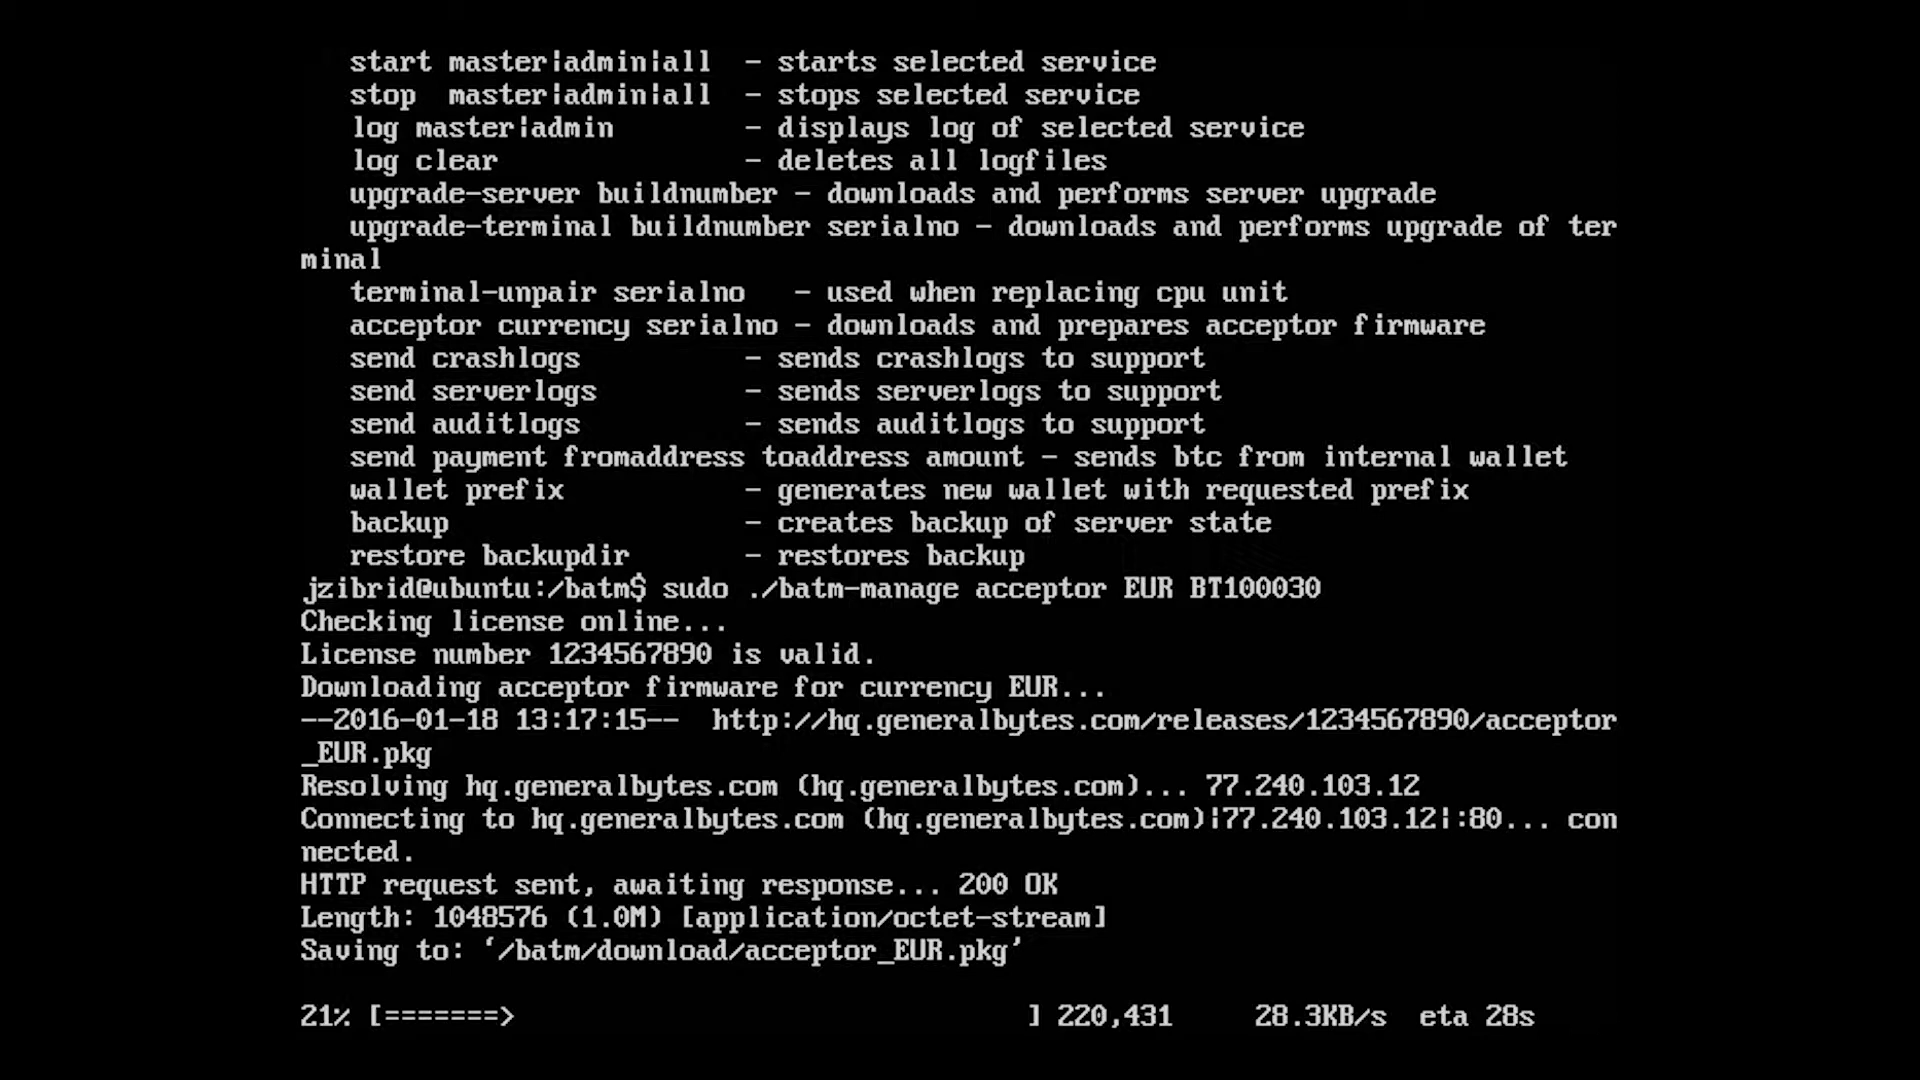 start master|admin|all  - starts selected service
stop  master|admin|all  - stops selected service
log master|admin        - displays log of selected service
log clear               - deletes all logfiles
upgrade-server buildnumber - downloads and performs server upgrade
upgrade-terminal buildnumber serialno - downloads and performs upgrade of ter
minal
terminal-unpair serialno   - used when replacing cpu unit
acceptor currency serialno - downloads and prepares acceptor firmware
send crashlogs          - sends crashlogs to support
send serverlogs         - sends serverlogs to support
send auditlogs          - sends auditlogs to support
send payment fromaddress toaddress amount - sends btc from internal wallet
wallet prefix           - generates new wallet with requested prefix
backup                  - creates backup of server state
restore backupdir       - restores backup
jzibrid@ubuntu:/batm$ sudo ./batm-manage acceptor EUR BT100030
Checking license online...
License number 1234567890 is valid.
Downloading acceptor firmware for currency EUR...
--2016-01-18 13:17:15--  http://hq.generalbytes.com/releases/1234567890/acceptor
_EUR.pkg
Resolving hq.generalbytes.com (hq.generalbytes.com)... 77.240.103.12
Connecting to hq.generalbytes.com (hq.generalbytes.com)|77.240.103.12|:80... con
nected.
HTTP request sent, awaiting response... 200 OK
Length: 1048576 (1.0M) [application/octet-stream]
Saving to: ‘/batm/download/acceptor_EUR.pkg’
21% [=======>                               ] 220,431     28.3KB/s  eta 28s